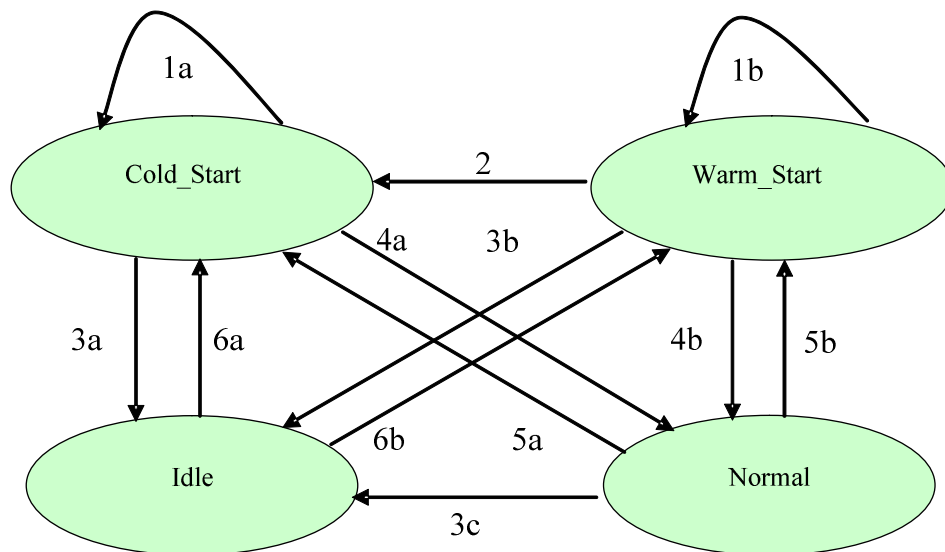 1a
1b
Cold_Start
2
Warm_Start
4a
3b
3a
6a
4b
5b
6b
5a
Idle
Normal
3c